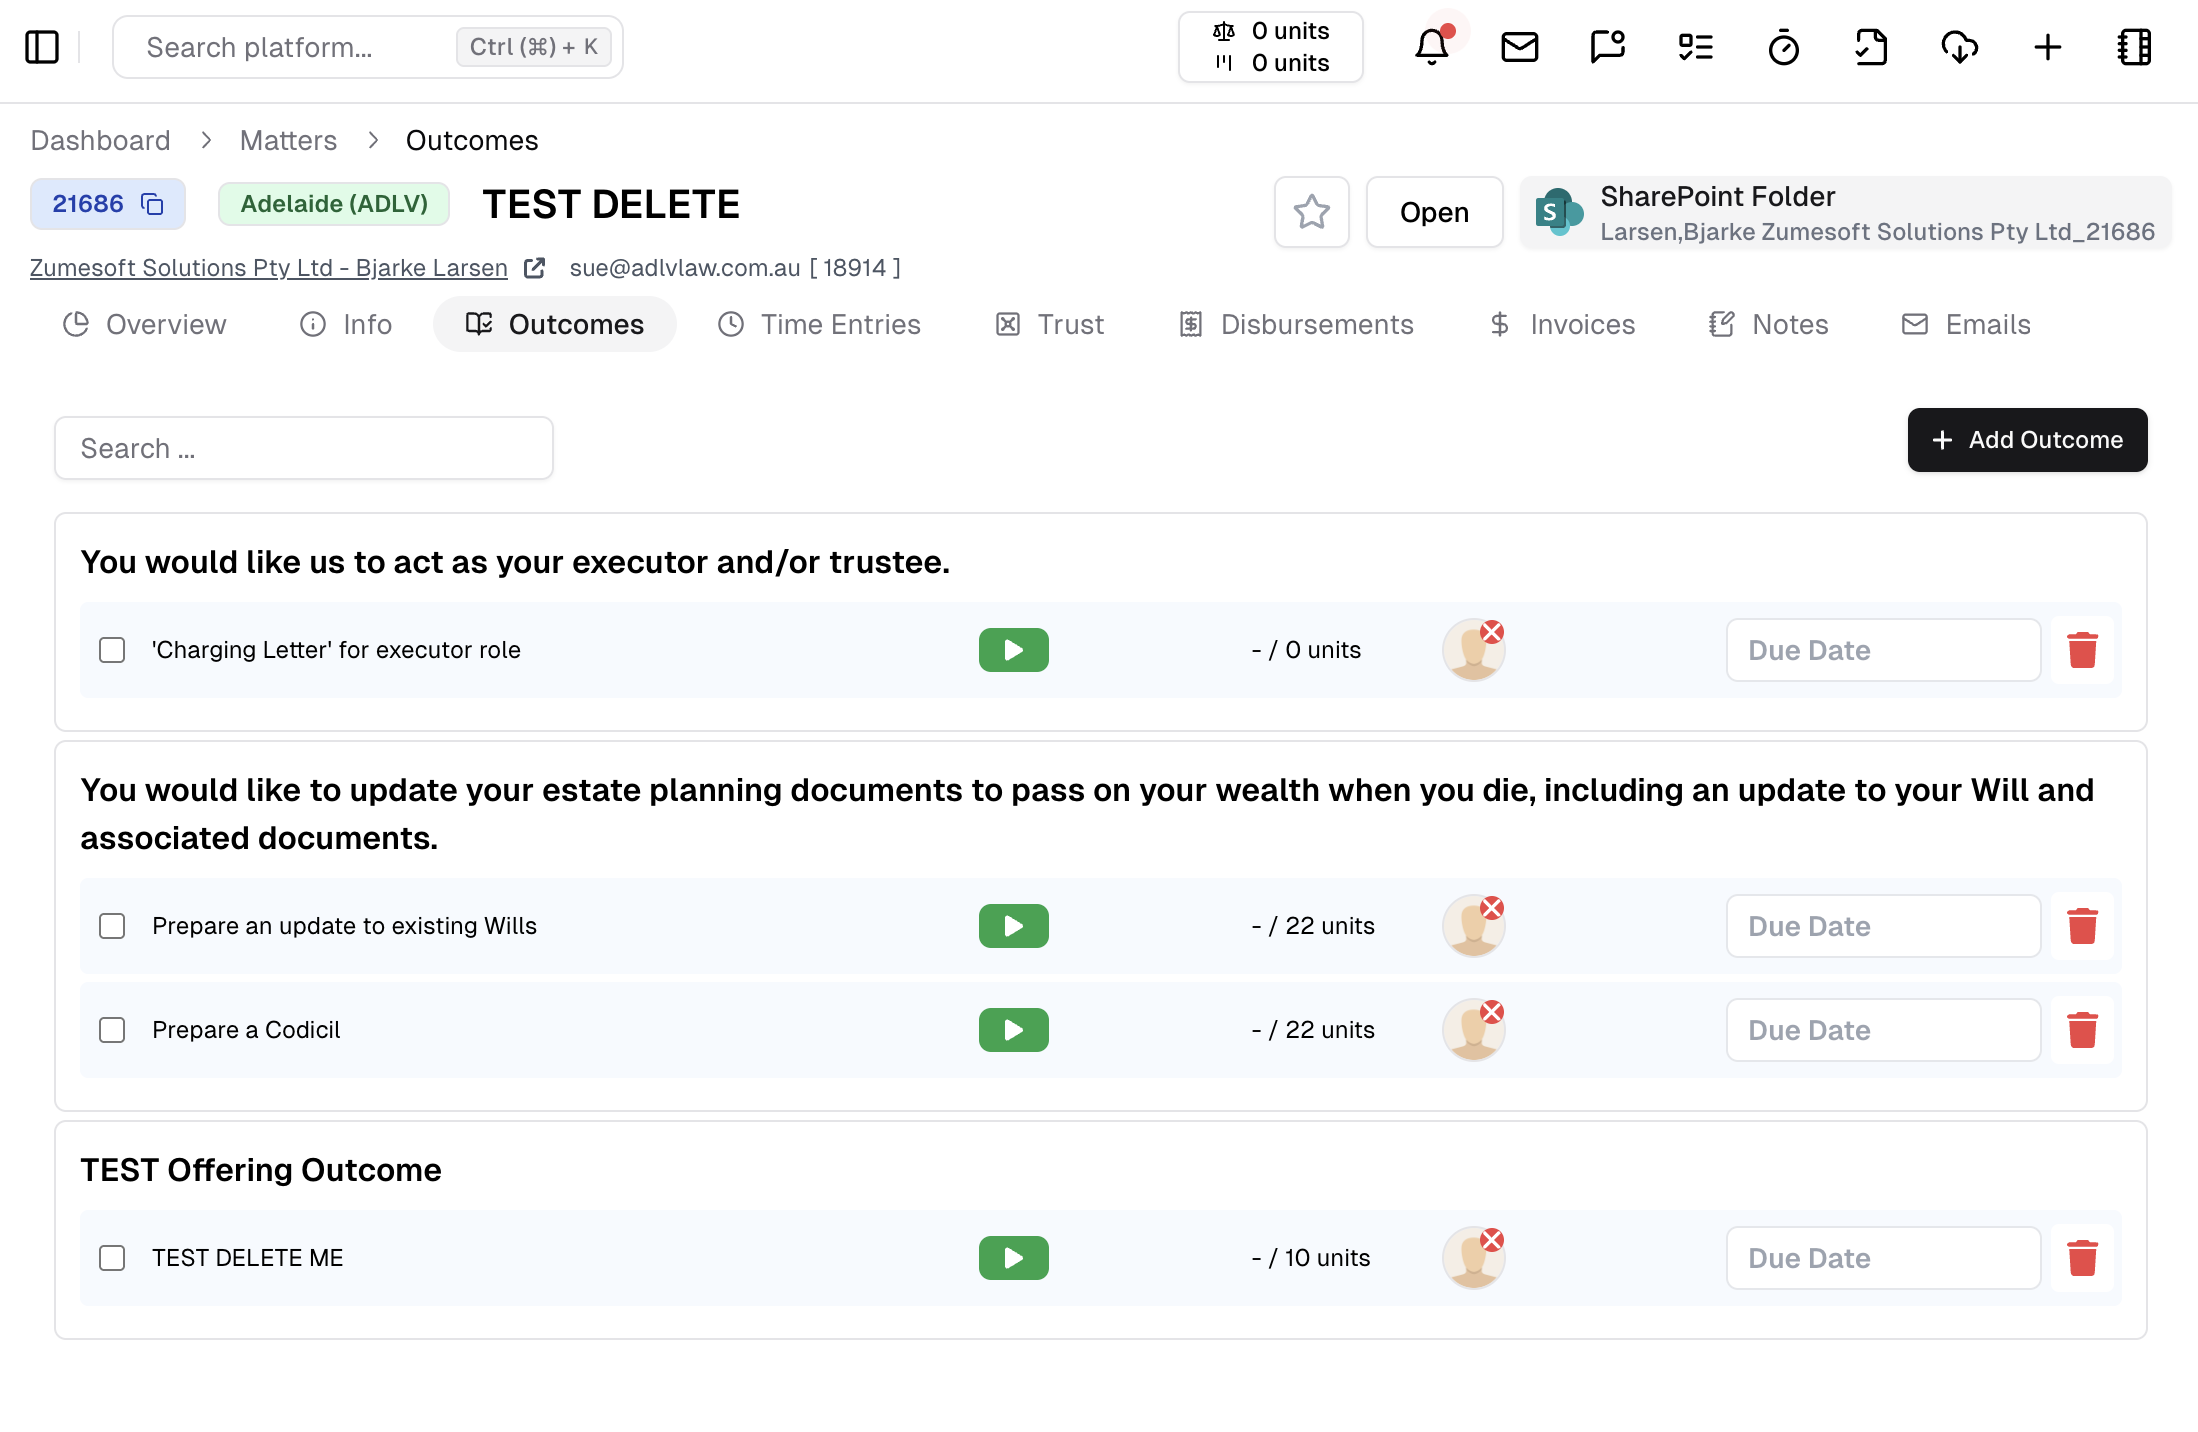 Search platform...
Ctrl (⌘) + K
0 units
0 units
Dashboard > Matters > Outcomes
21686
Adelaide (ADLV)
TEST DELETE
Open
SharePoint Folder
Larsen,Bjarke Zumesoft Solutions Pty Ltd_21686
Zumesoft Solutions Pty Ltd - Bjarke Larsen
sue@adlvlaw.com.au [ 18914 ]
Overview
Info
Outcomes
Time Entries
Trust
Disbursements
Invoices
Notes
Emails
Search ...
+ Add Outcome
You would like us to act as your executor and/or trustee.
'Charging Letter' for executor role
- / 0 units
Due Date
You would like to update your estate planning documents to pass on your wealth when you die, including an update to your Will and
associated documents.
Prepare an update to existing Wills
- / 22 units
Due Date
Prepare a Codicil
- / 22 units
Due Date
TEST Offering Outcome
TEST DELETE ME
- / 10 units
Due Date